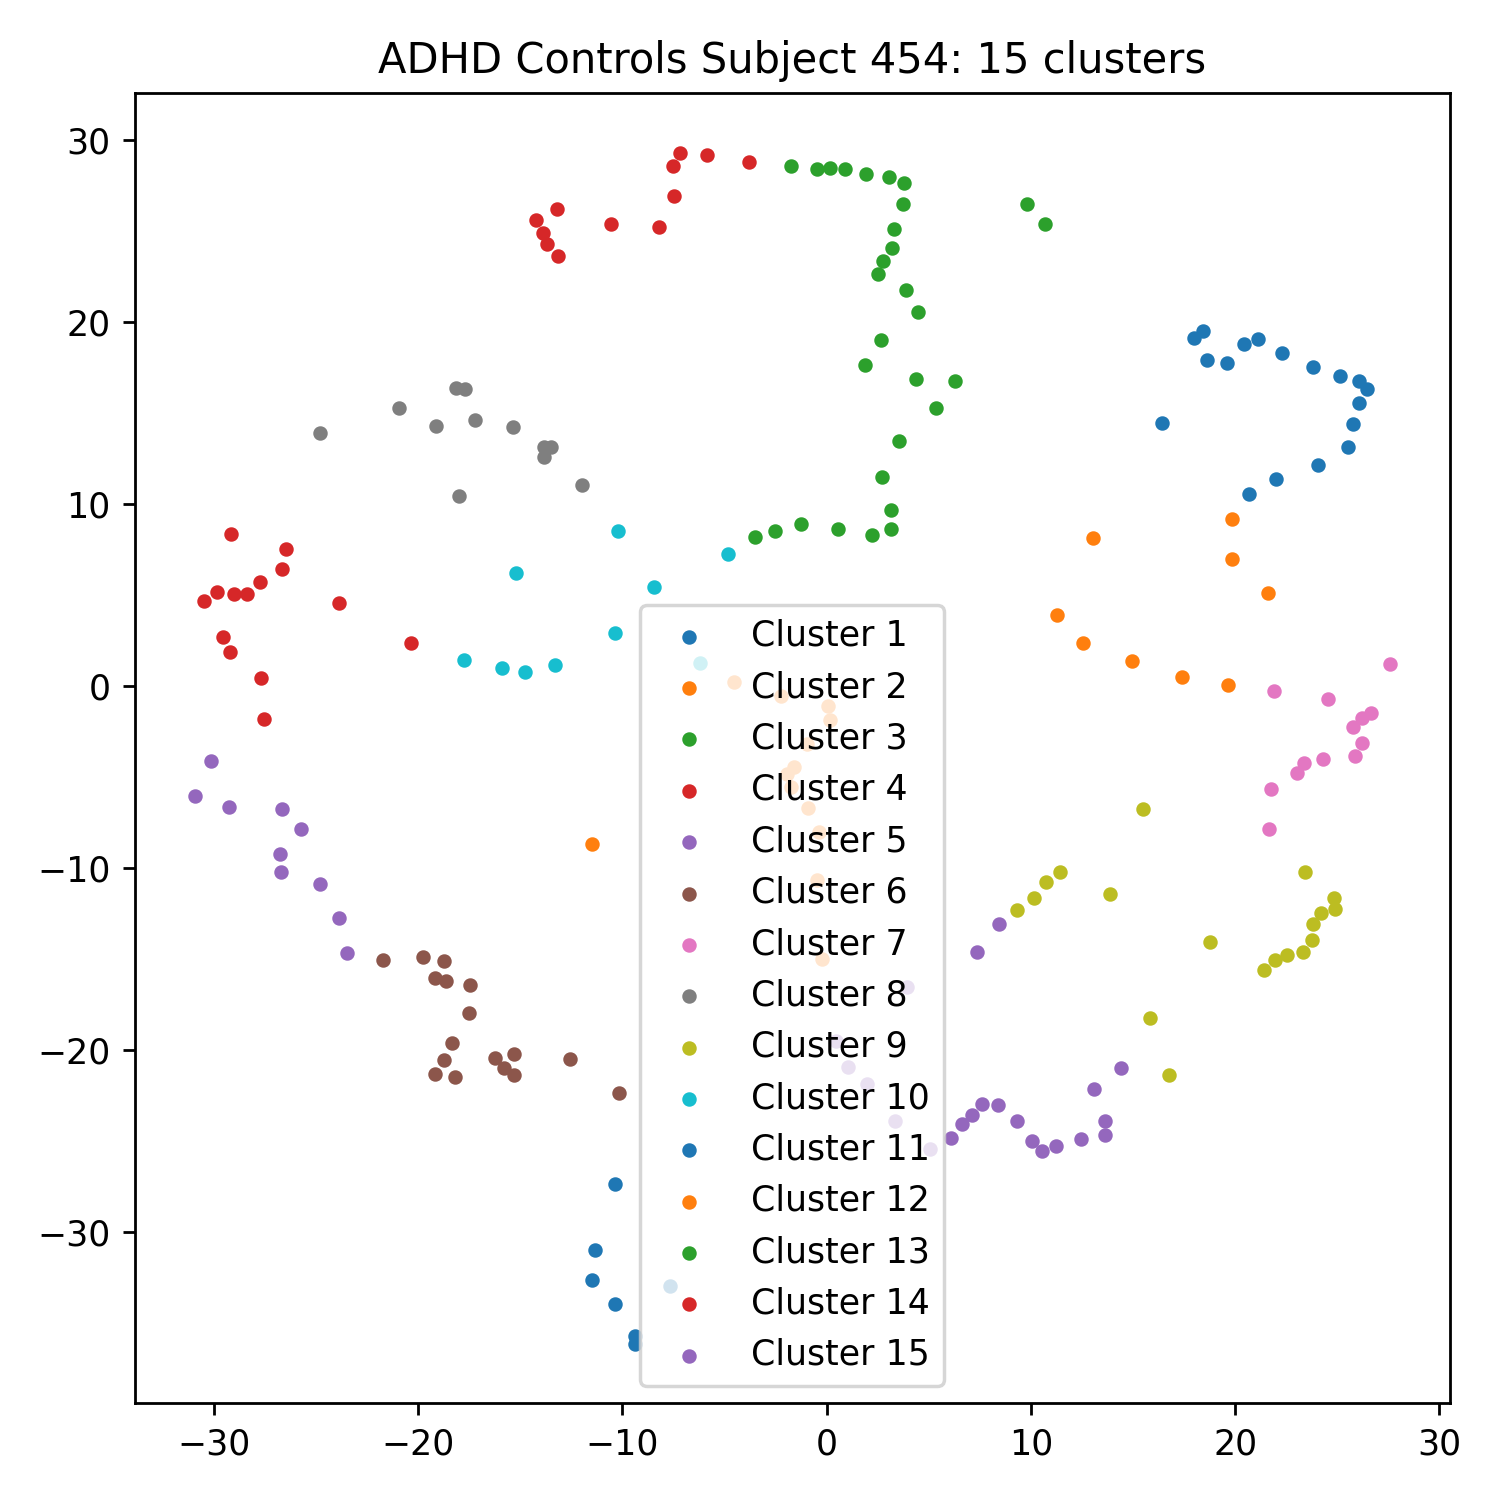 ADHD Controls Subject 454: 15 clusters
30
20
10
0
−10
−20
−30
−30
−20
−10
0
10
20
30
Cluster 1
Cluster 2
Cluster 3
Cluster 4
Cluster 5
Cluster 6
Cluster 7
Cluster 8
Cluster 9
Cluster 10
Cluster 11
Cluster 12
Cluster 13
Cluster 14
Cluster 15